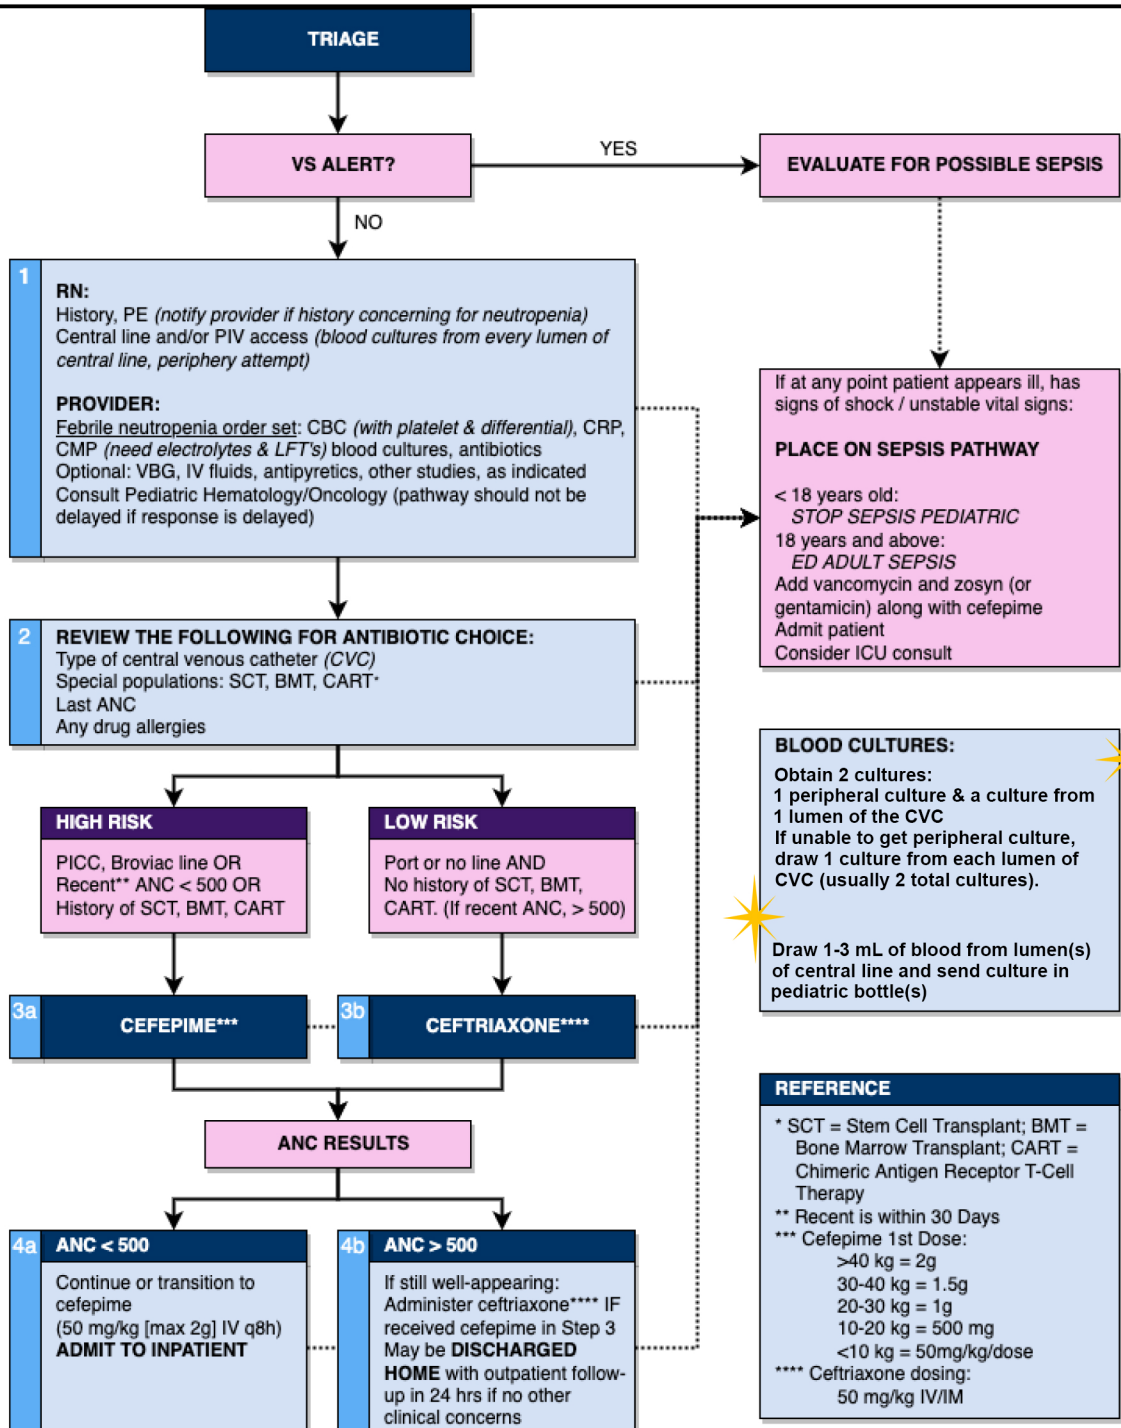 TRIAGE
VS ALERT?
YES
EVALUATE FOR POSSIBLE SEPSIS
NO
1
RN:
History, PE (notify provider if history concerning for neutropenia)
Central line and/or PIV access (blood cultures from every lumen of
central line, periphery attempt)
PROVIDER:
Febrile neutropenia order set: CBC (with platelet & differential), CRP,
CMP (need electrolytes & LFT's) blood cultures, antibiotics
Optional: VBG, IV fluids, antipyretics, other studies, as indicated
Consult Pediatric Hematology/Oncology (pathway should not be
delayed if response is delayed)
If at any point patient appears ill, has
signs of shock / unstable vital signs:
PLACE ON SEPSIS PATHWAY
< 18 years old:
STOP SEPSIS PEDIATRIC
18 years and above:
ED ADULT SEPSIS
Add vancomycin and zosyn (or
gentamicin) along with cefepime
Admit patient
Consider ICU consult
2
REVIEW THE FOLLOWING FOR ANTIBIOTIC CHOICE:
Type of central venous catheter (CVC)
Special populations: SCT, BMT, CART*
Last ANC
Any drug allergies
HIGH RISK
PICC, Broviac line OR
Recent** ANC < 500 OR
History of SCT, BMT, CART
LOW RISK
Port or no line AND
No history of SCT, BMT,
CART. (If recent ANC, > 500)
BLOOD CULTURES:
Obtain 2 cultures:
1 peripheral culture & a culture from
1 lumen of the CVC
If unable to get peripheral culture,
draw 1 culture from each lumen of
CVC (usually 2 total cultures).
Draw 1-3 mL of blood from lumen(s)
of central line and send culture in
pediatric bottle(s)
3a
CEFEPIME***
3b
CEFTRIAXONE****
ANC RESULTS
4a
ANC < 500
Continue or transition to
cefepime
(50 mg/kg [max 2g] IV q8h)
ADMIT TO INPATIENT
4b
ANC > 500
If still well-appearing:
Administer ceftriaxone**** IF
received cefepime in Step 3
May be DISCHARGED
HOME with outpatient follow-
up in 24 hrs if no other
clinical concerns
REFERENCE
* SCT = Stem Cell Transplant; BMT =
Bone Marrow Transplant; CART =
Chimeric Antigen Receptor T-Cell
Therapy
** Recent is within 30 Days
*** Cefepime 1st Dose:
>40 kg = 2g
30-40 kg = 1.5g
20-30 kg = 1g
10-20 kg = 500 mg
<10 kg = 50mg/kg/dose
**** Ceftriaxone dosing:
50 mg/kg IV/IM